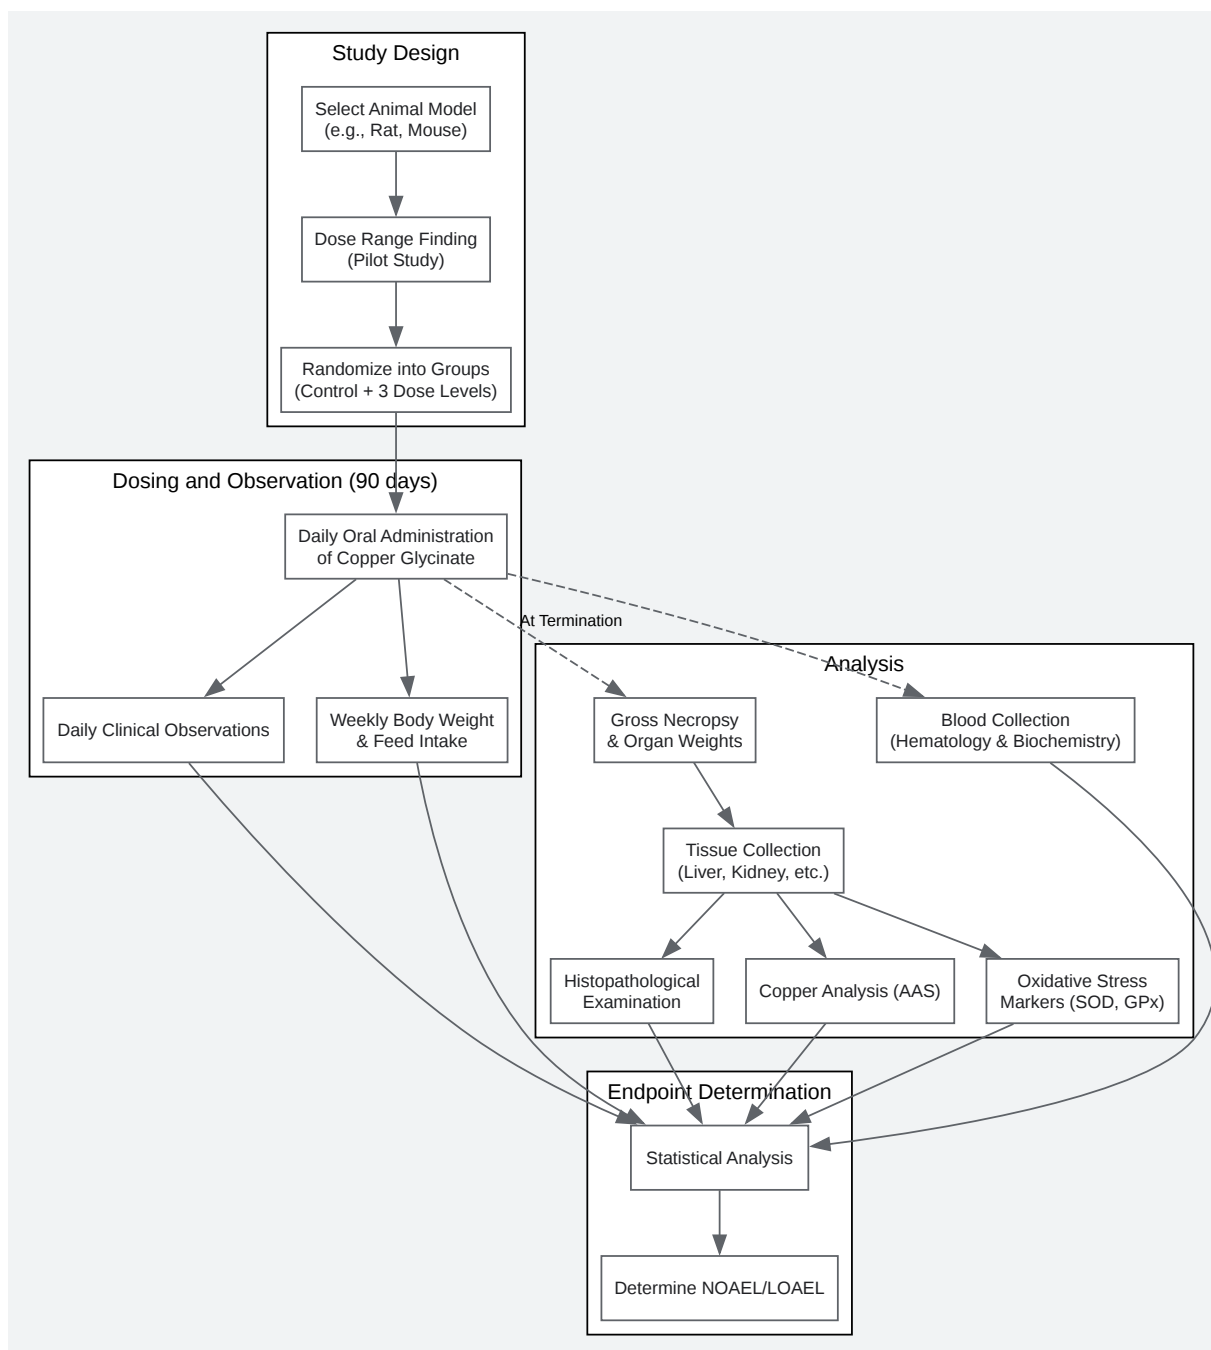 Study Design
Select Animal Model
(e.g., Rat, Mouse)
Dose Range Finding
(Pilot Study)
Randomize into Groups
(Control + 3 Dose Levels)
Dosing and Observation (90 days)
Daily Oral Administration
of Copper Glycinate
At Termination
Daily Clinical Observations
Weekly Body Weight
& Feed Intake
Analysis
Gross Necropsy
& Organ Weights
Blood Collection
(Hematology & Biochemistry)
Tissue Collection
(Liver, Kidney, etc.)
Histopathological
Examination
Copper Analysis (AAS)
Oxidative Stress
Markers (SOD, GPx)
Endpoint Determination
Statistical Analysis
Determine NOAEL/LOAEL